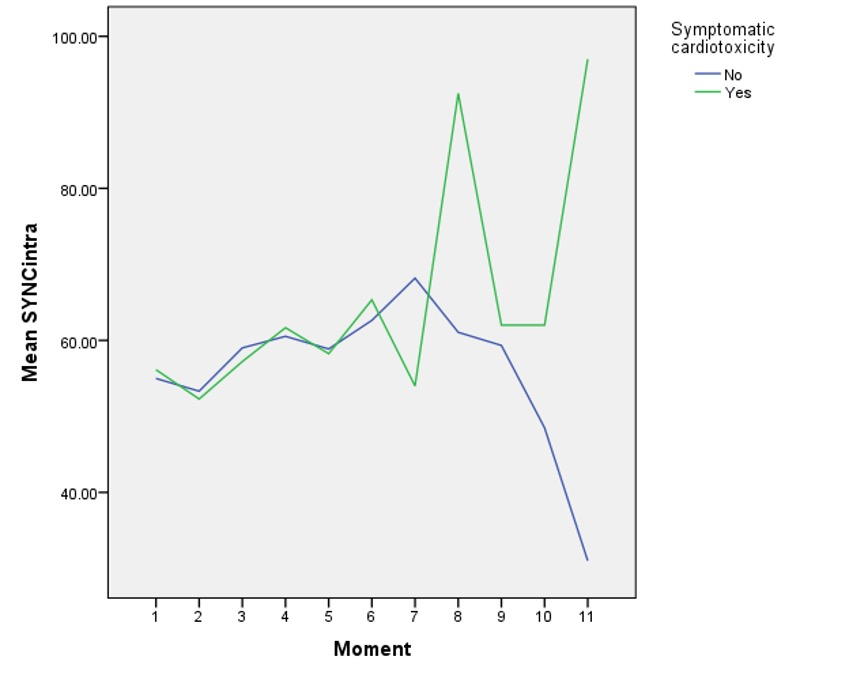 Symptomatic
cardiotoxicity
No
Yes
100.00
80.00
60.00
40.00
Mean SYNCintra
1 2 3 4 5 6 7 8 9 10 11
Moment